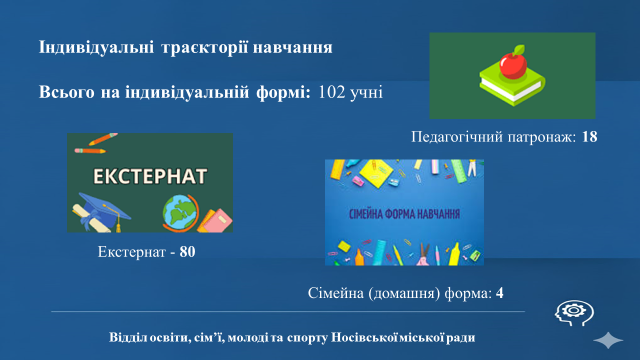 Індивідуальні траєкторії навчання
Всього на індивідуальній формі: 102 учні
Педагогічний патронаж: 18
ЕКСТЕРНАТ
СІМЕЙНА ФОРМА НАВЧАННЯ
Екстернат - 80
Сімейна (домашня) форма: 4
Відділ освіти, сім’ї, молоді та спорту Носівської міської ради